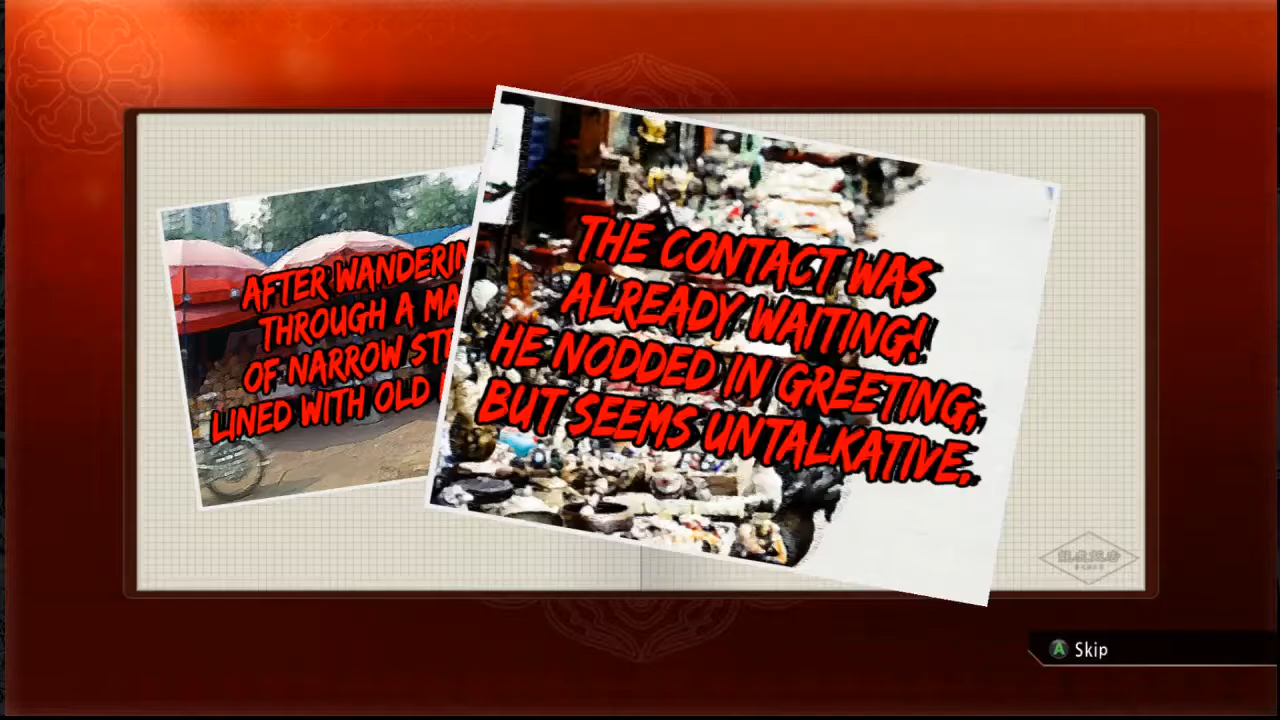 AFTER WANDERIN
THROUGH A MA
OF NARROW STE
LINED WITH OLD
THE CONTACT WAS
ALREADY WAITING!
HE NODDED IN GREETING,
BUT SEEMS UNTALKATIVE.
A Skip